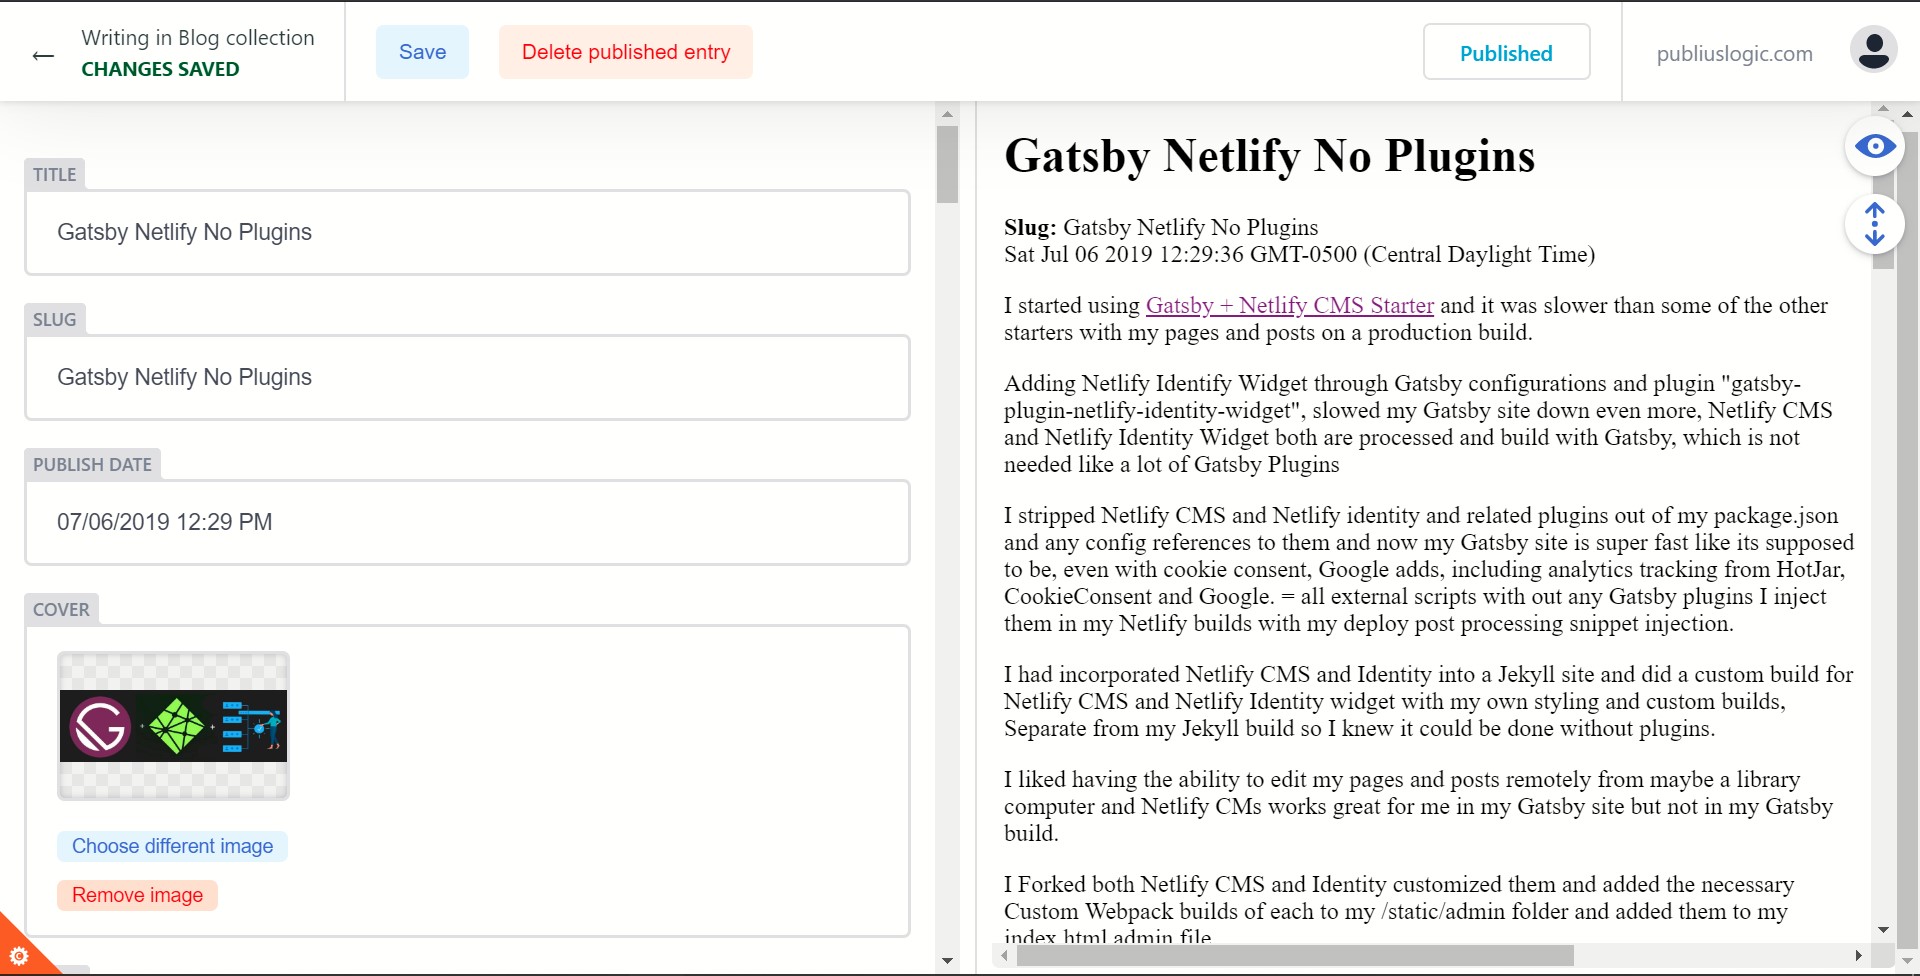 Writing in Blog collection
CHANGES SAVED
Save
Delete published entry
Published
publiuslogic.com
TITLE
Gatsby Netlify No Plugins
SLUG
Gatsby Netlify No Plugins
PUBLISH DATE
07/06/2019 12:29 PM
COVER
Choose different image
Remove image
Gatsby Netlify No Plugins
Slug: Gatsby Netlify No Plugins
Sat Jul 06 2019 12:29:36 GMT-0500 (Central Daylight Time)
I started using Gatsby + Netlify CMS Starter and it was slower than some of the other
starters with my pages and posts on a production build.
Adding Netlify Identify Widget through Gatsby configurations and plugin "gatsby-
plugin-netlify-identity-widget", slowed my Gatsby site down even more, Netlify CMS
and Netlify Identity Widget both are processed and build with Gatsby, which is not
needed like a lot of Gatsby Plugins
I stripped Netlify CMS and Netlify identity and related plugins out of my package.json
and any config references to them and now my Gatsby site is super fast like its supposed
to be, even with cookie consent, Google adds, including analytics tracking from HotJar,
CookieConsent and Google. = all external scripts with out any Gatsby plugins I inject
them in my Netlify builds with my deploy post processing snippet injection.
I had incorporated Netlify CMS and Identity into a Jekyll site and did a custom build for
Netlify CMS and Netlify Identity widget with my own styling and custom builds,
Separate from my Jekyll build so I knew it could be done without plugins.
I liked having the ability to edit my pages and posts remotely from maybe a library
computer and Netlify CMs works great for me in my Gatsby site but not in my Gatsby
build.
I Forked both Netlify CMS and Identity customized them and added the necessary
Custom Webpack builds of each to my /static/admin folder and added them to my
index.html admin file